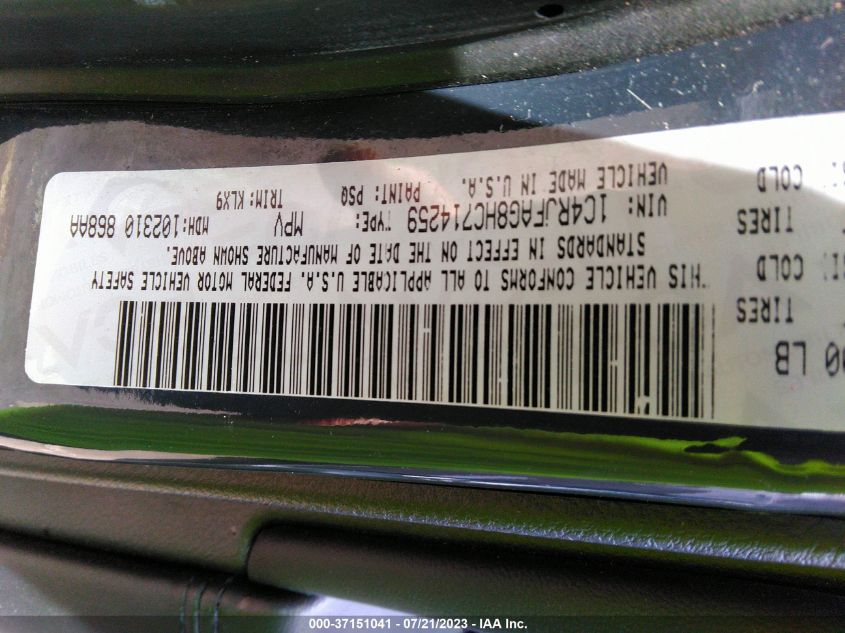 00 LB
TIRES
SI: COLD
TIRES
COLD
THIS VEHICLE CONFORMS TO ALL APPLICABLE U.S.A. FEDERAL MOTOR VEHICLE SAFETY
STANDARDS IN EFFECT ON THE DATE OF MANUFACTURE SHOWN ABOVE.
VIN: 1C4RJFAG8HC714259 TYPE: MPV MDH: 102310 868AA
VEHICLE MADE IN U.S.A. PAINT: PSQ TRIM: KLX9
000-37151041 - 07/21/2023 - IAA Inc.